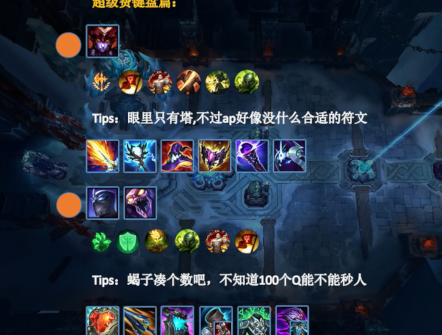 超级费键盘篇：
Tips：眼里只有塔,不过ap好像没什么合适的符文
Tips：蝎子凑个数吧，不知道100个Q能不能秒人